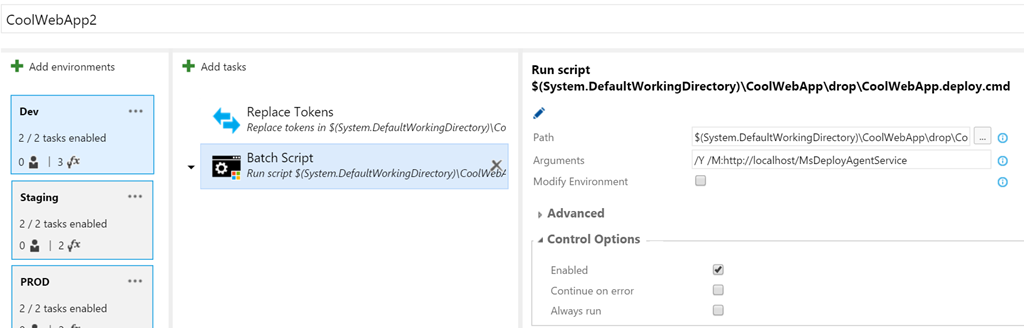 CoolWebApp2
Add environments
Dev
2 / 2 tasks enabled
0 | 3 fx
Staging
2 / 2 tasks enabled
0 | 2 fx
PROD
2 / 2 tasks enabled
Add tasks
Replace Tokens
Replace tokens in $(System.DefaultWorkingDirectory)\Co
Batch Script
Run script $(System.DefaultWorkingDirectory)\CoolWebA
Run script
$(System.DefaultWorkingDirectory)\CoolWebApp\drop\CoolWebApp.deploy.cmd
Path $(System.DefaultWorkingDirectory)\CoolWebApp\drop\Co ...
Arguments /Y /M:http://localhost/MsDeployAgentService
Modify Environment
Advanced
Control Options
Enabled
Continue on error
Always run